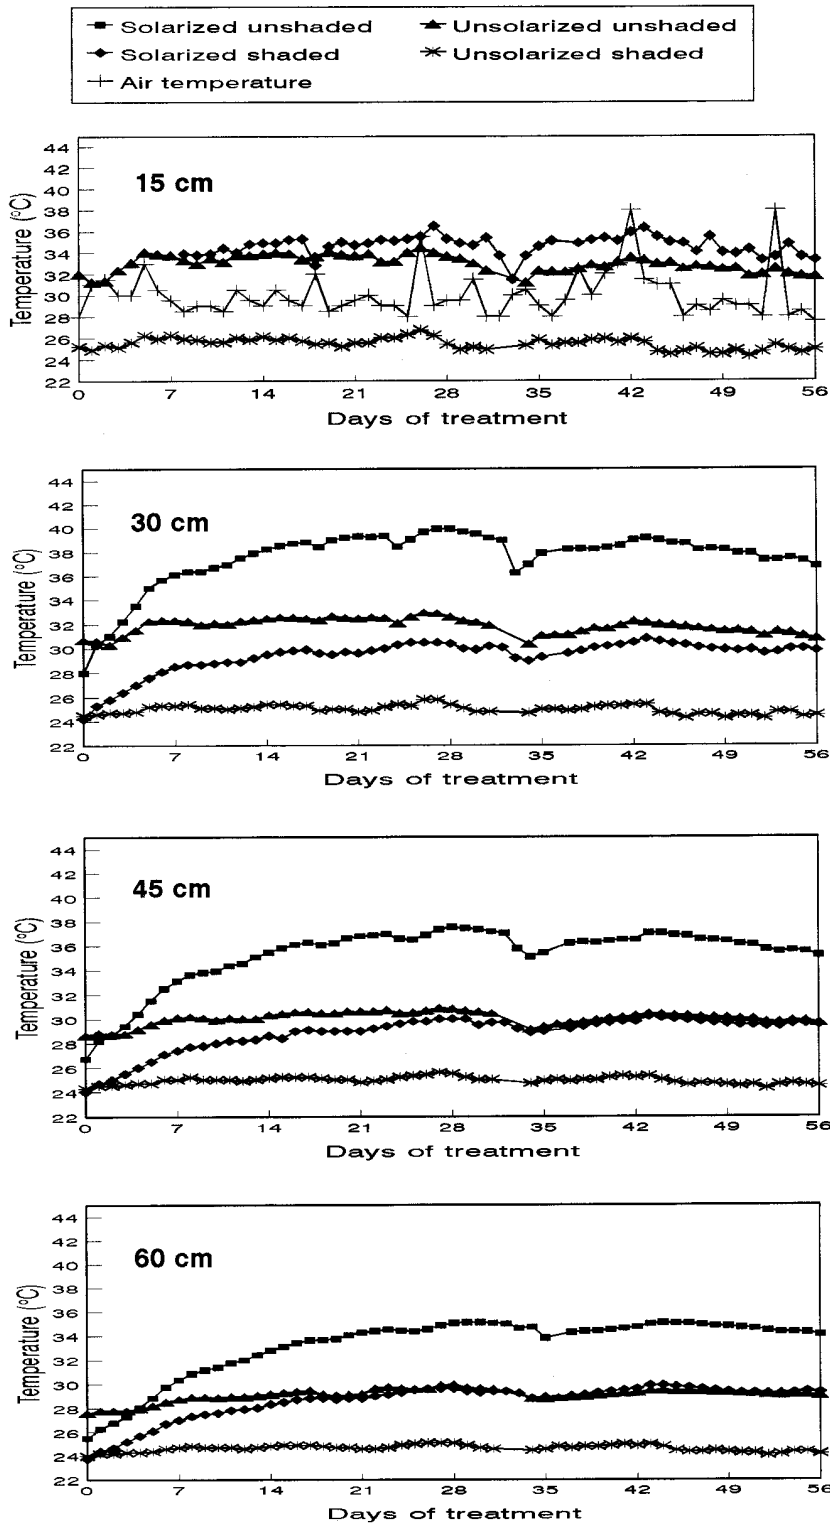 Solarized unshaded Unsolarized unshaded
Solarized shaded Unsolarized shaded
Air temperature
15 cm
Temperature (ºC)
44
42
40
38
36
34
32
30
28
26
24
22
0 7 14 21 28 35 42 49 56
Days of treatment
30 cm
Temperature (ºC)
44
42
40
38
36
34
32
30
28
26
24
22
0 7 14 21 28 35 42 49 56
Days of treatment
45 cm
Temperature (ºC)
44
42
40
38
36
34
32
30
28
26
24
22
0 7 14 21 28 35 42 49 56
Days of treatment
60 cm
Temperature (ºC)
44
42
40
38
36
34
32
30
28
26
24
22
0 7 14 21 28 35 42 49 56
Days of treatment